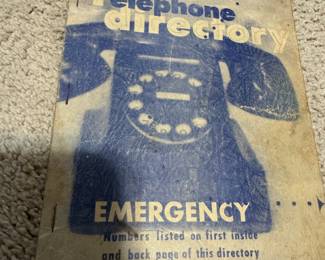 Telephone
directory
EMERGENCY
Numbers listed on first inside
and back page of this directory